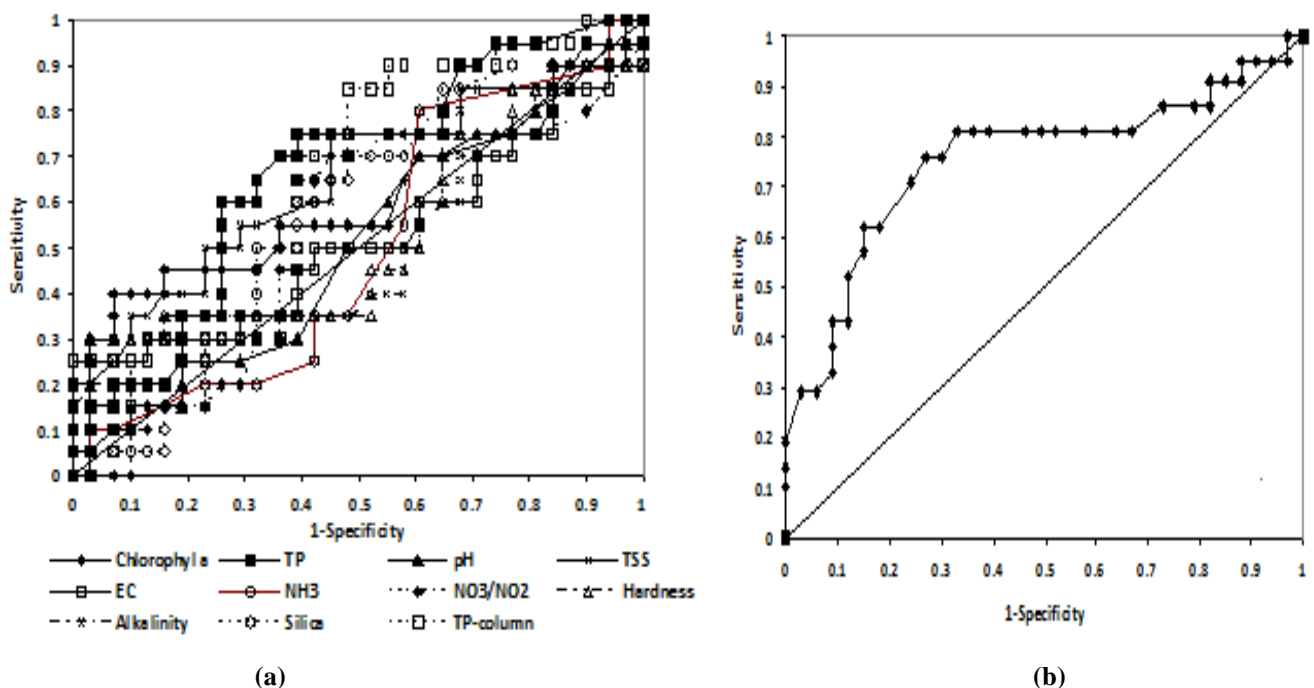 1
0.9
0.8
0.7
0.6
0.5
0.4
0.3
0.2
0.1
0
Sensitivity
0 0.1 0.2 0.3 0.4 0.5 0.6 0.7 0.8 0.9 1
1-Specificity
Chlorophyl a TP pH TSS
EC NH3 NO3/NO2 Hardness
Alkalinity Silica TP-column
(a)
1
0.9
0.8
0.7
0.6
0.5
0.4
0.3
0.2
0.1
0
Sensitivity
0 0.1 0.2 0.3 0.4 0.5 0.6 0.7 0.8 0.9 1
1-Specificity
(b)